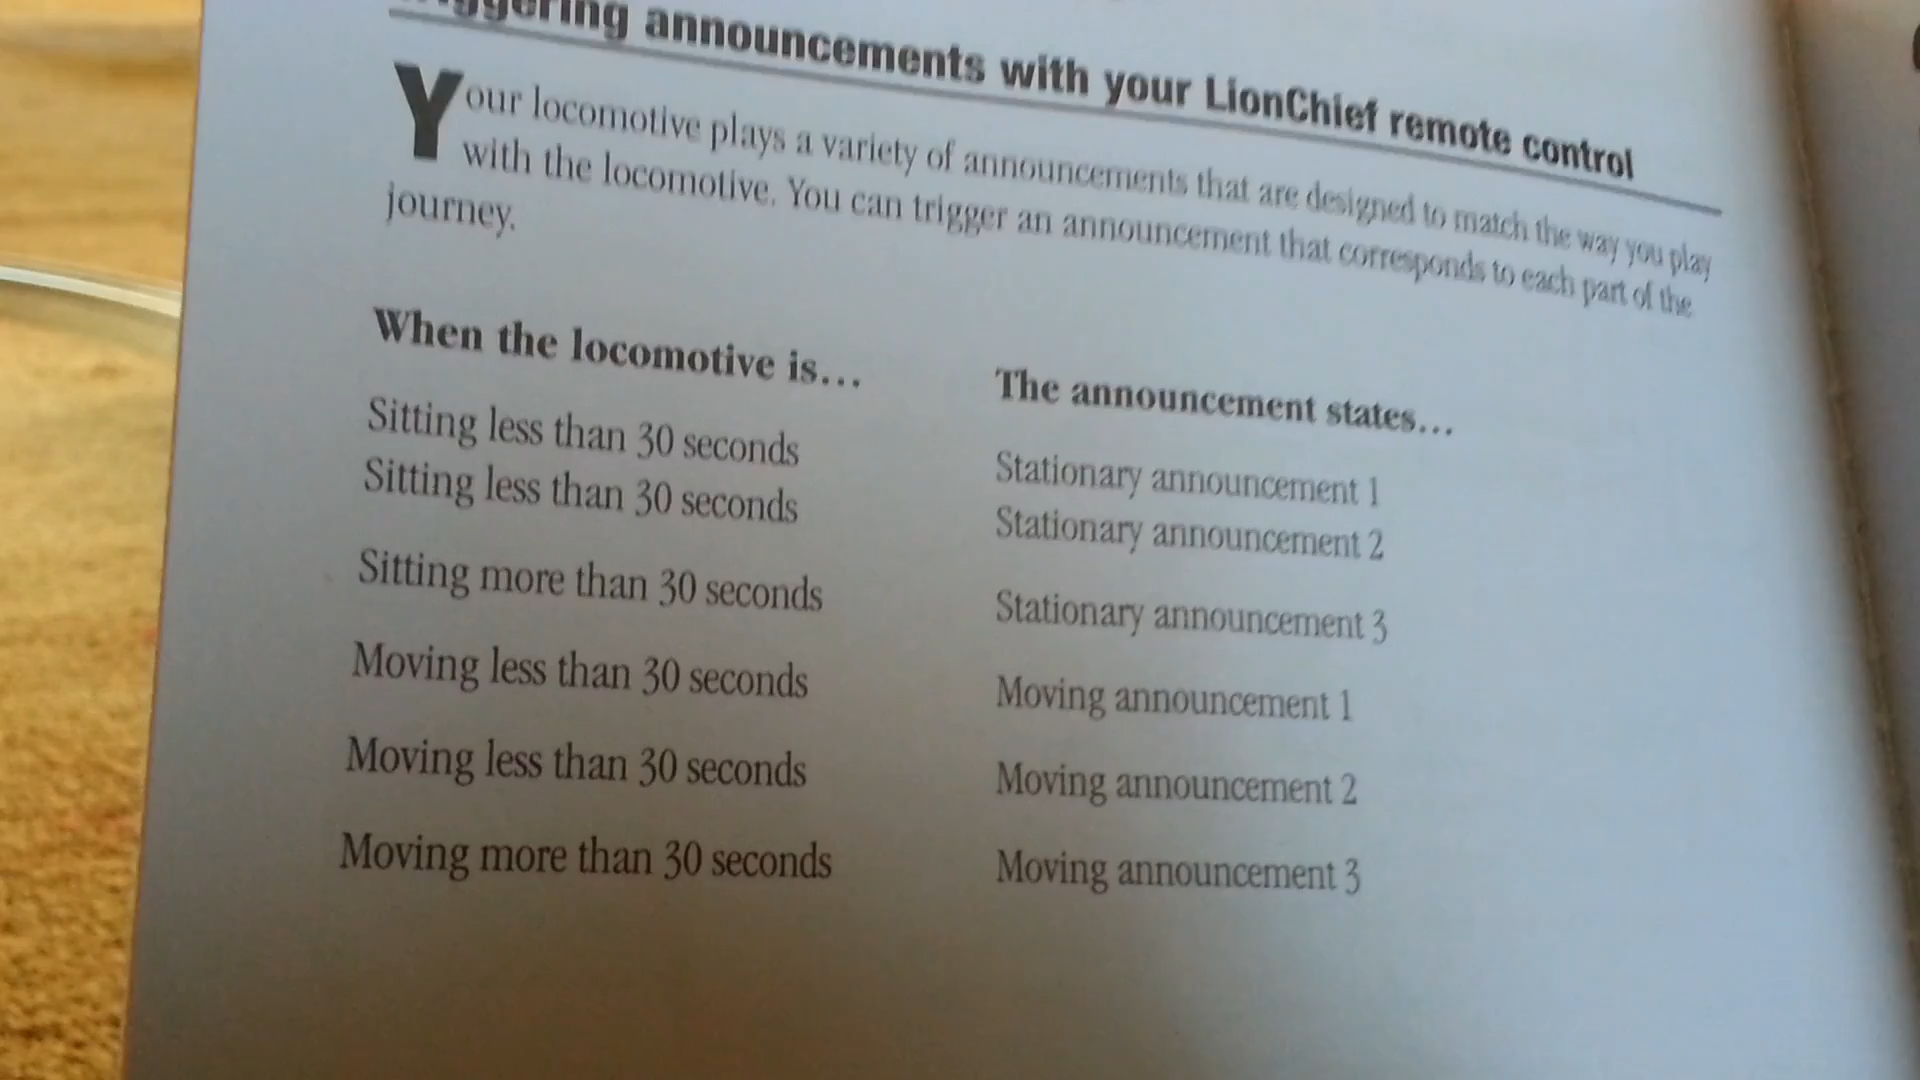 Triggering announcements with your LionChief remote control
Your locomotive plays a variety of announcements that are designed to match the way you play
with the locomotive. You can trigger an announcement that corresponds to each part of the
journey.
When the locomotive is... The announcement states...
Sitting less than 30 seconds Stationary announcement 1
Sitting less than 30 seconds Stationary announcement 2
Sitting more than 30 seconds Stationary announcement 3
Moving less than 30 seconds Moving announcement 1
Moving less than 30 seconds Moving announcement 2
Moving more than 30 seconds Moving announcement 3